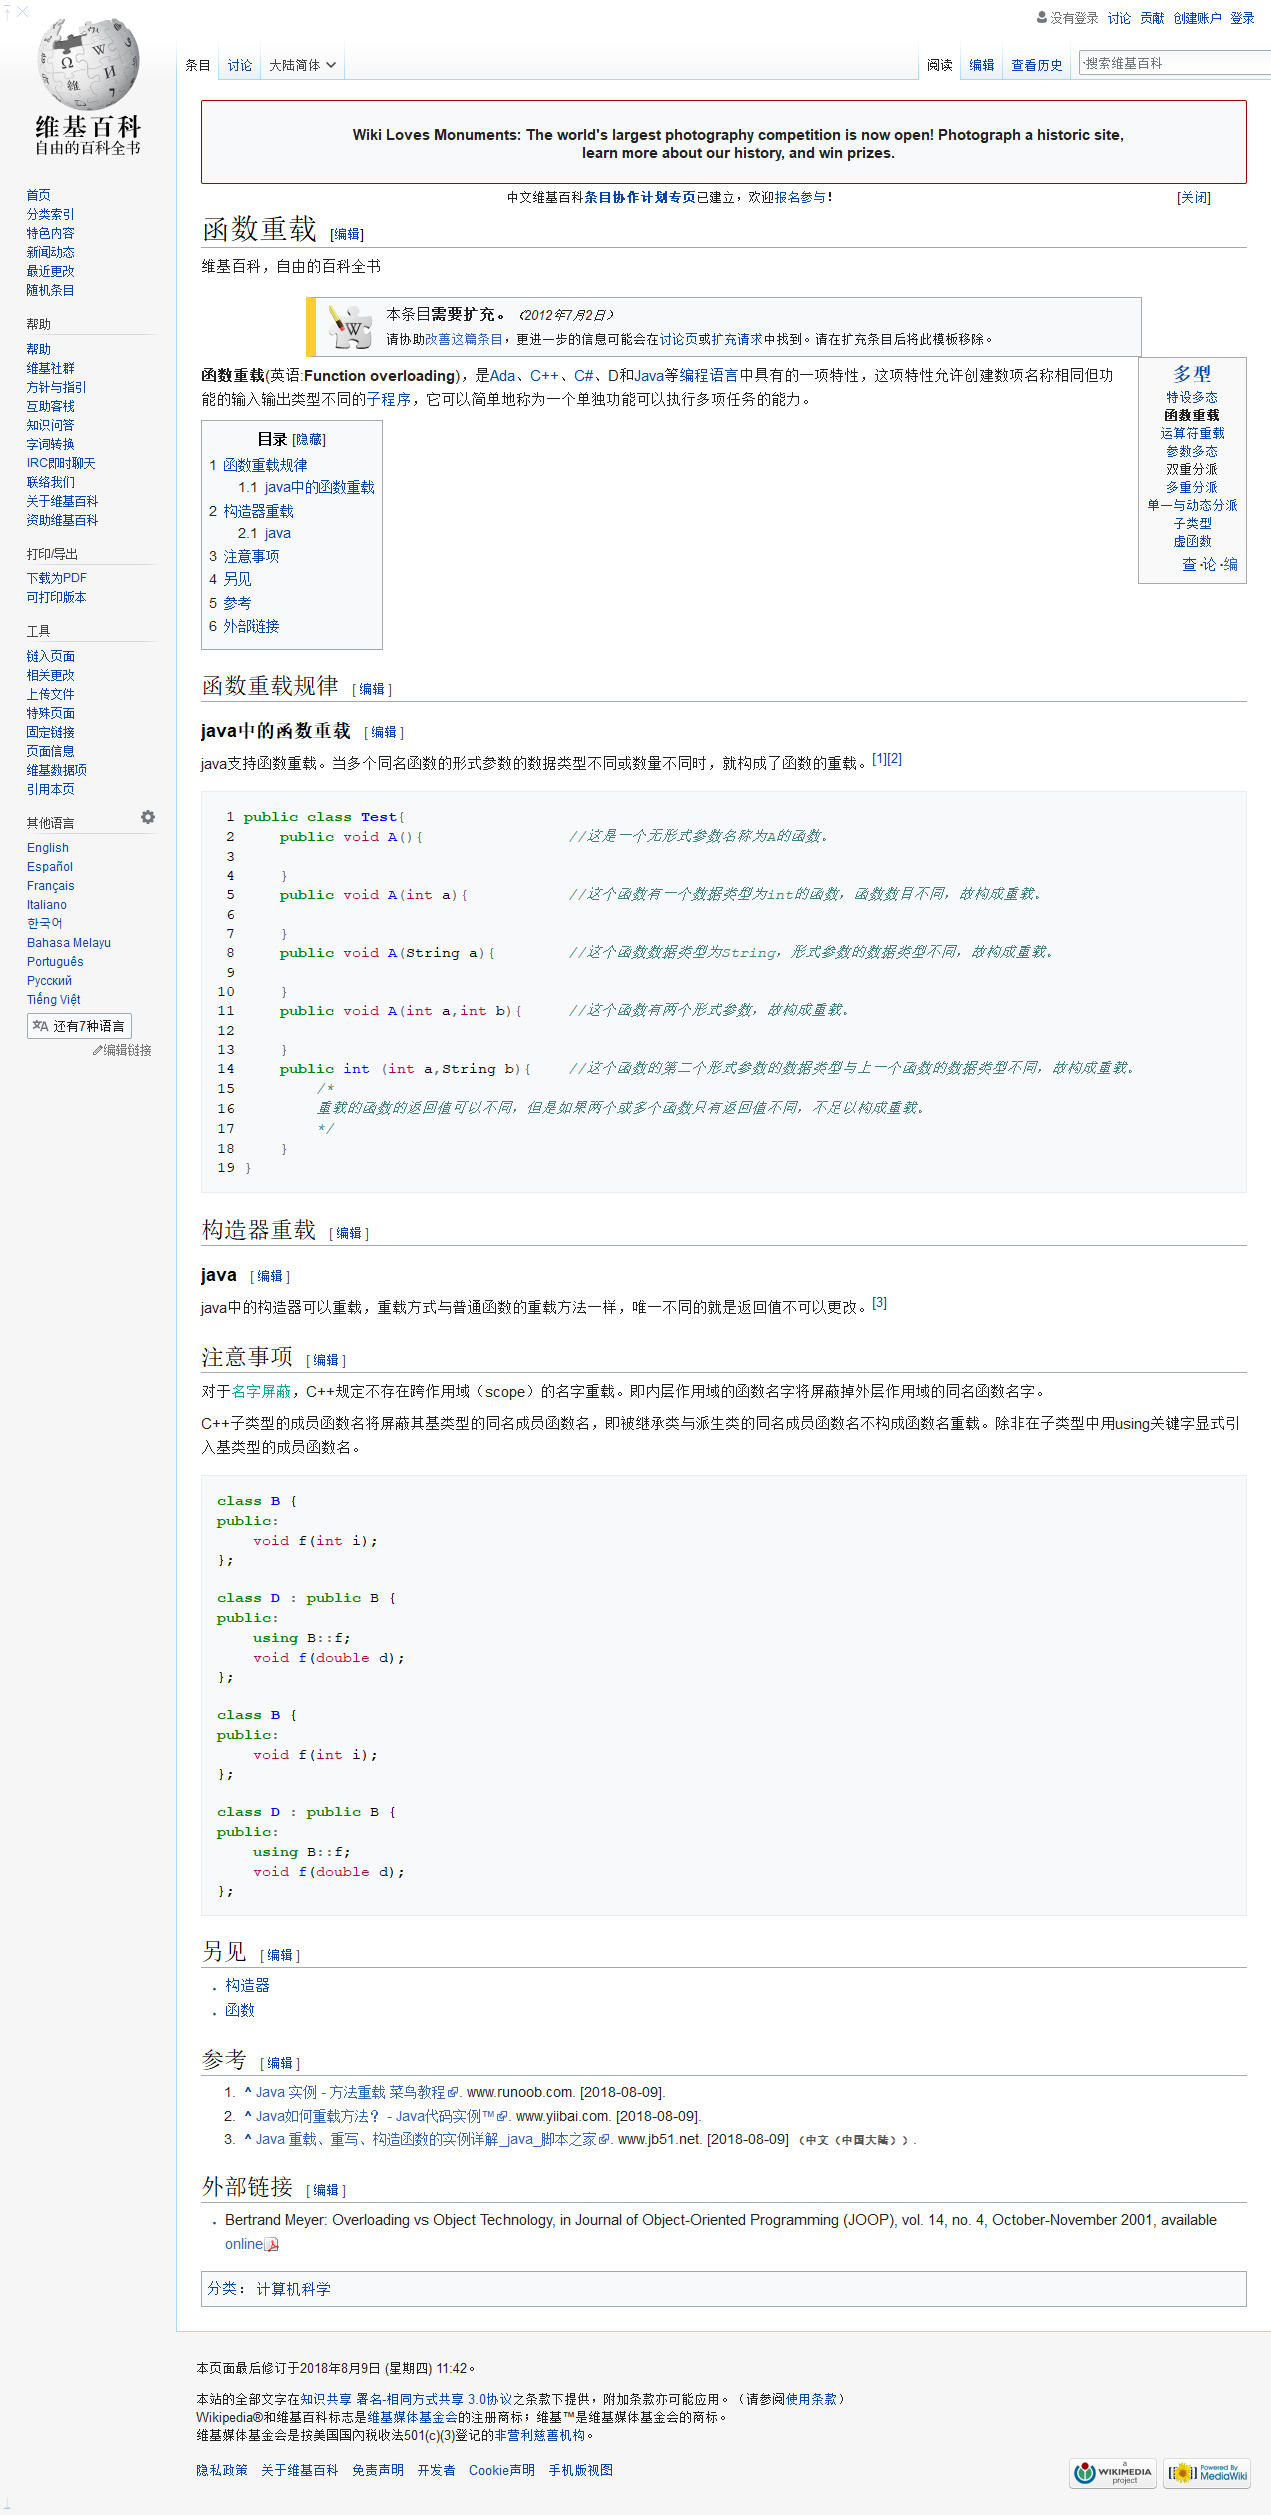 没有登录 讨论 贡献 创建账户 登录
条目 讨论 大陆简体 阅读 编辑 查看历史 搜索维基百科
维基百科
自由的百科全书
首页
分类索引
特色内容
新闻动态
最近更改
随机条目
帮助
帮助
维基社群
方针与指引
互助客栈
知识问答
字词转换
IRC即时聊天
联络我们
关于维基百科
资助维基百科
打印/导出
下载为PDF
可打印版本
工具
链入页面
相关更改
上传文件
特殊页面
固定链接
页面信息
维基数据项
引用本页
其他语言
English
Español
Français
Italiano
한국어
Bahasa Melayu
Português
Русский
Tiếng Việt
还有7种语言
编辑链接
Wiki Loves Monuments: The world's largest photography competition is now open! Photograph a historic site,
learn more about our history, and win prizes.
中文维基百科条目协作计划专页已建立，欢迎报名参与！ [关闭]
函数重载 [编辑]
维基百科，自由的百科全书
本条目需要扩充。（2012年7月2日）
请协助改善这篇条目，更进一步的信息可能会在讨论页或扩充请求中找到。请在扩充条目后将此模板移除。
函数重载(英语:Function overloading)，是Ada、C++、C#、D和Java等编程语言中具有的一项特性，这项特性允许创建数项名称相同但功
能的输入输出类型不同的子程序，它可以简单地称为一个单独功能可以执行多项任务的能力。
多型
特设多态
函数重载
运算符重载
参数多态
双重分派
多重分派
单一与动态分派
子类型
虚函数
查·论·编
目录 [隐藏]
1 函数重载规律
1.1 java中的函数重载
2 构造器重载
2.1 java
3 注意事项
4 另见
5 参考
6 外部链接
函数重载规律 [ 编辑 ]
java中的函数重载 [ 编辑 ]
java支持函数重载。当多个同名函数的形式参数的数据类型不同或数量不同时，就构成了函数的重载。[1][2]
1 public class Test{
2     public void A(){ //这是一个无形式参数名称为A的函数。
3
4     }
5     public void A(int a){ //这个函数有一个数据类型为int的函数，函数数目不同，故构成重载。
6
7     }
8     public void A(String a){ //这个函数数据类型为String，形式参数的数据类型不同，故构成重载。
9
10     }
11     public void A(int a,int b){ //这个函数有两个形式参数，故构成重载。
12
13     }
14     public int (int a,String b){ //这个函数的第二个形式参数的数据类型与上一个函数的数据类型不同，故构成重载。
15         /*
16         重载的函数的返回值可以不同，但是如果两个或多个函数只有返回值不同，不足以构成重载。
17         */
18     }
19 }
构造器重载 [ 编辑 ]
java [ 编辑 ]
java中的构造器可以重载，重载方式与普通函数的重载方法一样，唯一不同的就是返回值不可以更改。[3]
注意事项 [ 编辑 ]
对于名字屏蔽，C++规定不存在跨作用域（scope）的名字重载。即内层作用域的函数名字将屏蔽掉外层作用域的同名函数名字。
C++子类型的成员函数名将屏蔽其基类型的同名成员函数名，即被继承类与派生类的同名成员函数名不构成函数名重载。除非在子类型中用using关键字显式引
入基类型的成员函数名。
class B {
public:
    void f(int i);
};
class D : public B {
public:
    using B::f;
    void f(double d);
};
class B {
public:
    void f(int i);
};
class D : public B {
public:
    using B::f;
    void f(double d);
};
另见 [ 编辑 ]
构造器
函数
参考 [ 编辑 ]
1. ^ Java 实例 - 方法重载 菜鸟教程. www.runoob.com. [2018-08-09].
2. ^ Java如何重载方法？ - Java代码实例™. www.yiibai.com. [2018-08-09].
3. ^ Java 重载、重写、构造函数的实例详解_java_脚本之家. www.jb51.net. [2018-08-09] （中文（中国大陆））.
外部链接 [ 编辑 ]
Bertrand Meyer: Overloading vs Object Technology, in Journal of Object-Oriented Programming (JOOP), vol. 14, no. 4, October-November 2001, available
online
分类： 计算机科学
本页面最后修订于2018年8月9日 (星期四) 11:42。
本站的全部文字在知识共享 署名-相同方式共享 3.0协议之条款下提供，附加条款亦可能应用。（请参阅使用条款）
Wikipedia®和维基百科标志是维基媒体基金会的注册商标；维基™是维基媒体基金会的商标。
维基媒体基金会是按美国国內税收法501(c)(3)登记的非营利慈善机构。
隐私政策 关于维基百科 免责声明 开发者 Cookie声明 手机版视图
a
WIKIMEDIA
project
Powered By
MediaWiki